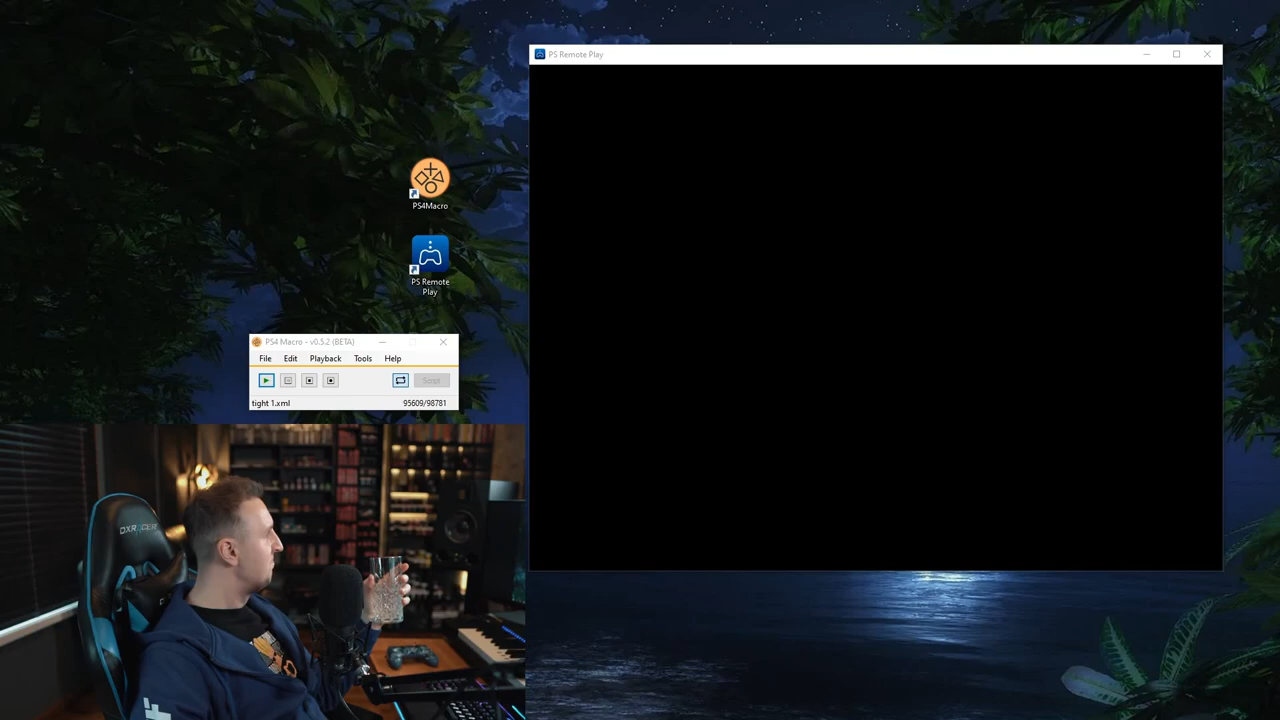 PS Remote Play
PS4Macro
PS Remote
Play
PS4 Macro - v0.5.2 (BETA)
File Edit Playback Tools Help
Script
tight 1.xml 95609/98781
DXRACER